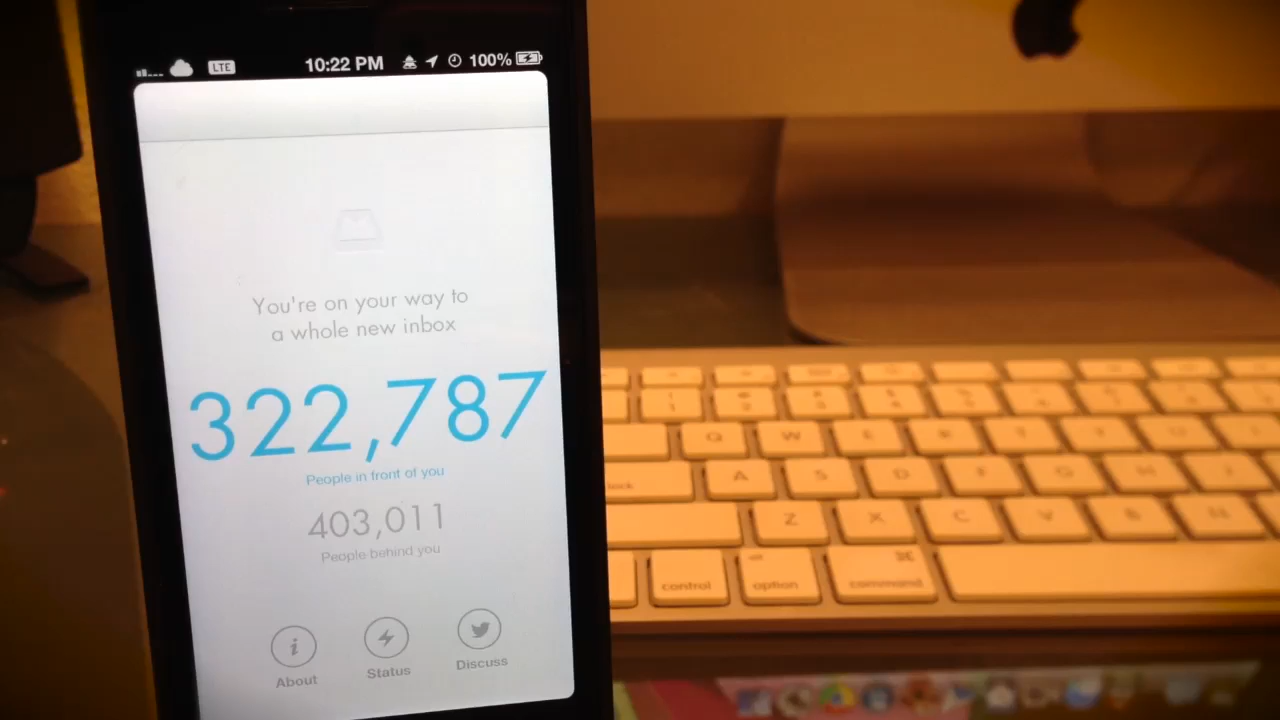 LTE 10:22 PM 100%
You're on your way to
a whole new inbox
322,787
People in front of you
403,011
People behind you
About Status Discuss
Q W E R T Y U
lock A S D F G H J
Z X C V B N
control option command
⌘